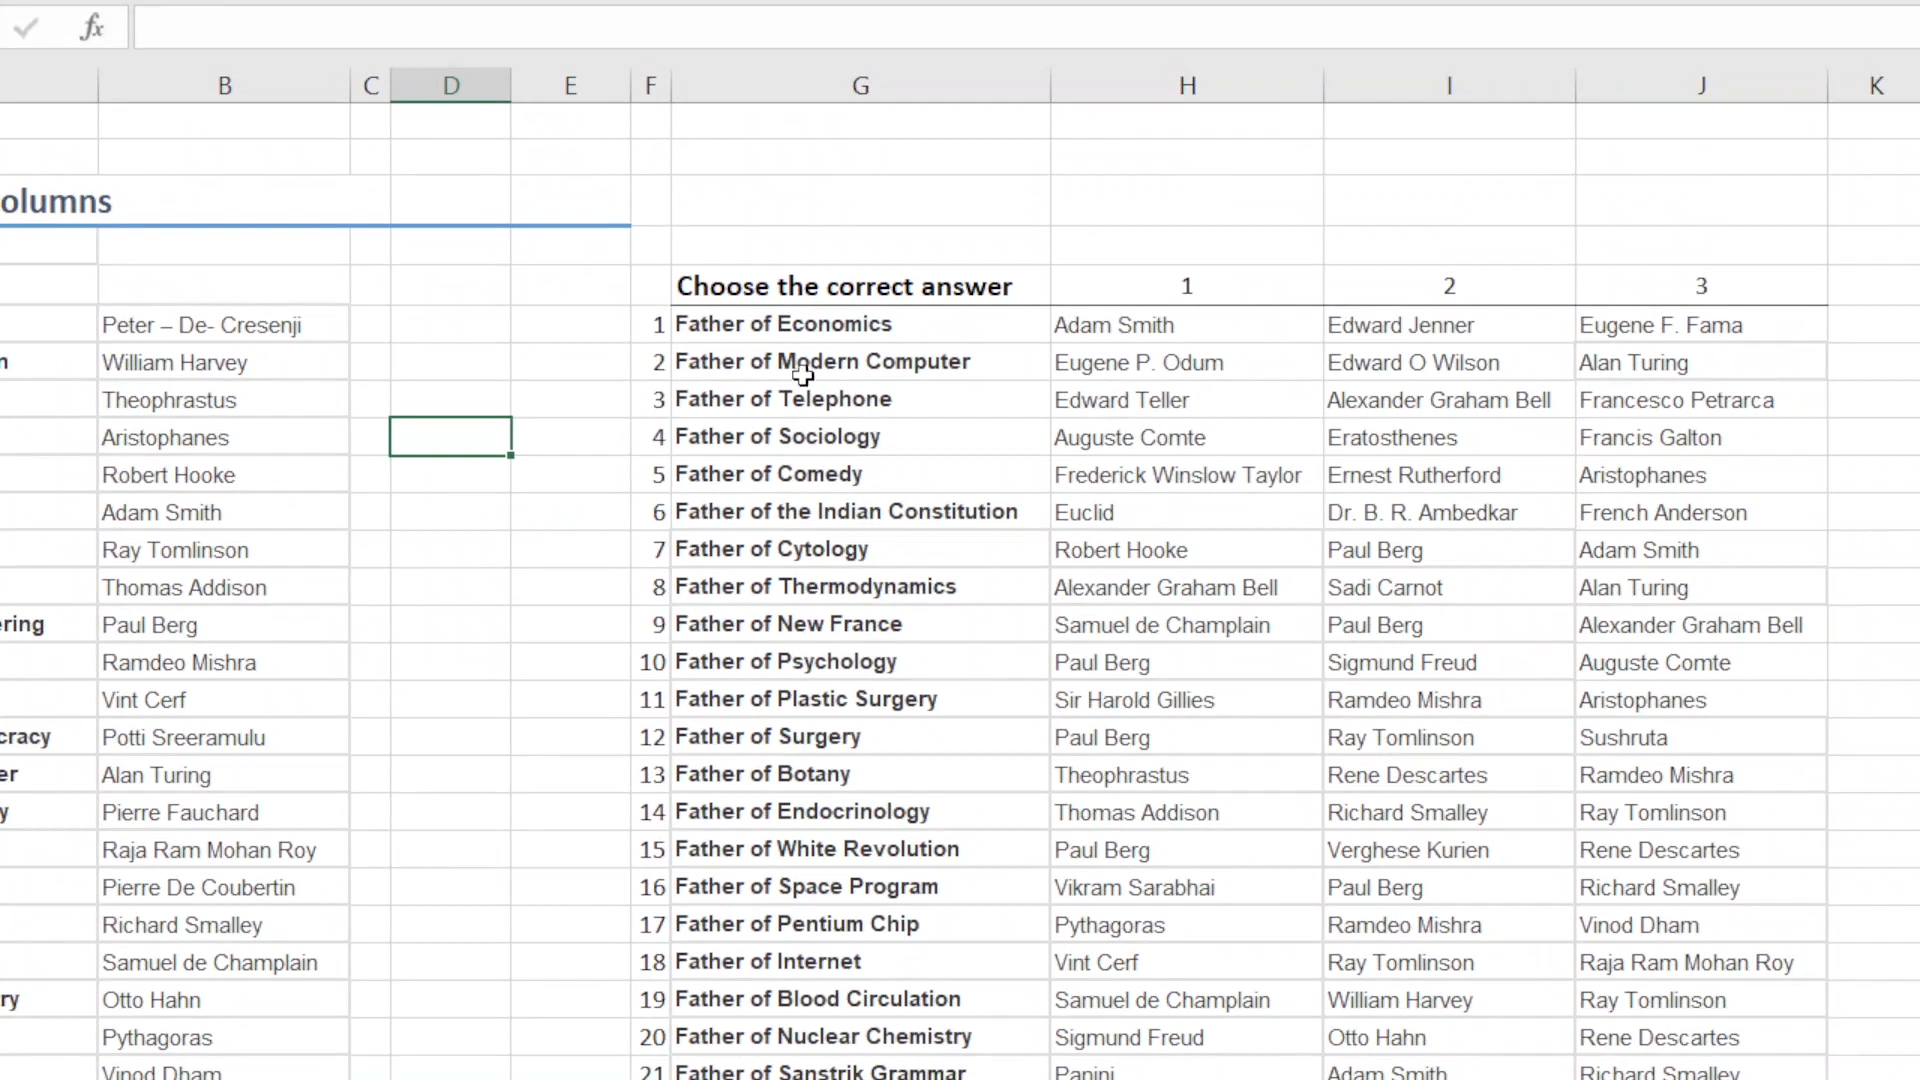 fx
B C D E F G H I J K
olumns
Choose the correct answer 1 2 3
Peter – De- Cresenji 1 Father of Economics Adam Smith Edward Jenner Eugene F. Fama
n William Harvey 2 Father of Modern Computer Eugene P. Odum Edward O Wilson Alan Turing
Theophrastus 3 Father of Telephone Edward Teller Alexander Graham Bell Francesco Petrarca
Aristophanes 4 Father of Sociology Auguste Comte Eratosthenes Francis Galton
Robert Hooke 5 Father of Comedy Frederick Winslow Taylor Ernest Rutherford Aristophanes
Adam Smith 6 Father of the Indian Constitution Euclid Dr. B. R. Ambedkar French Anderson
Ray Tomlinson 7 Father of Cytology Robert Hooke Paul Berg Adam Smith
Thomas Addison 8 Father of Thermodynamics Alexander Graham Bell Sadi Carnot Alan Turing
ering Paul Berg 9 Father of New France Samuel de Champlain Paul Berg Alexander Graham Bell
Ramdeo Mishra 10 Father of Psychology Paul Berg Sigmund Freud Auguste Comte
Vint Cerf 11 Father of Plastic Surgery Sir Harold Gillies Ramdeo Mishra Aristophanes
cracy Potti Sreeramulu 12 Father of Surgery Paul Berg Ray Tomlinson Sushruta
er Alan Turing 13 Father of Botany Theophrastus Rene Descartes Ramdeo Mishra
y Pierre Fauchard 14 Father of Endocrinology Thomas Addison Richard Smalley Ray Tomlinson
Raja Ram Mohan Roy 15 Father of White Revolution Paul Berg Verghese Kurien Rene Descartes
Pierre De Coubertin 16 Father of Space Program Vikram Sarabhai Paul Berg Richard Smalley
Richard Smalley 17 Father of Pentium Chip Pythagoras Ramdeo Mishra Vinod Dham
Samuel de Champlain 18 Father of Internet Vint Cerf Ray Tomlinson Raja Ram Mohan Roy
ry Otto Hahn 19 Father of Blood Circulation Samuel de Champlain William Harvey Ray Tomlinson
Pythagoras 20 Father of Nuclear Chemistry Sigmund Freud Otto Hahn Rene Descartes
Vinod Dham 21 Father of Sanstrik Grammar Panini Adam Smith Richard Smalley